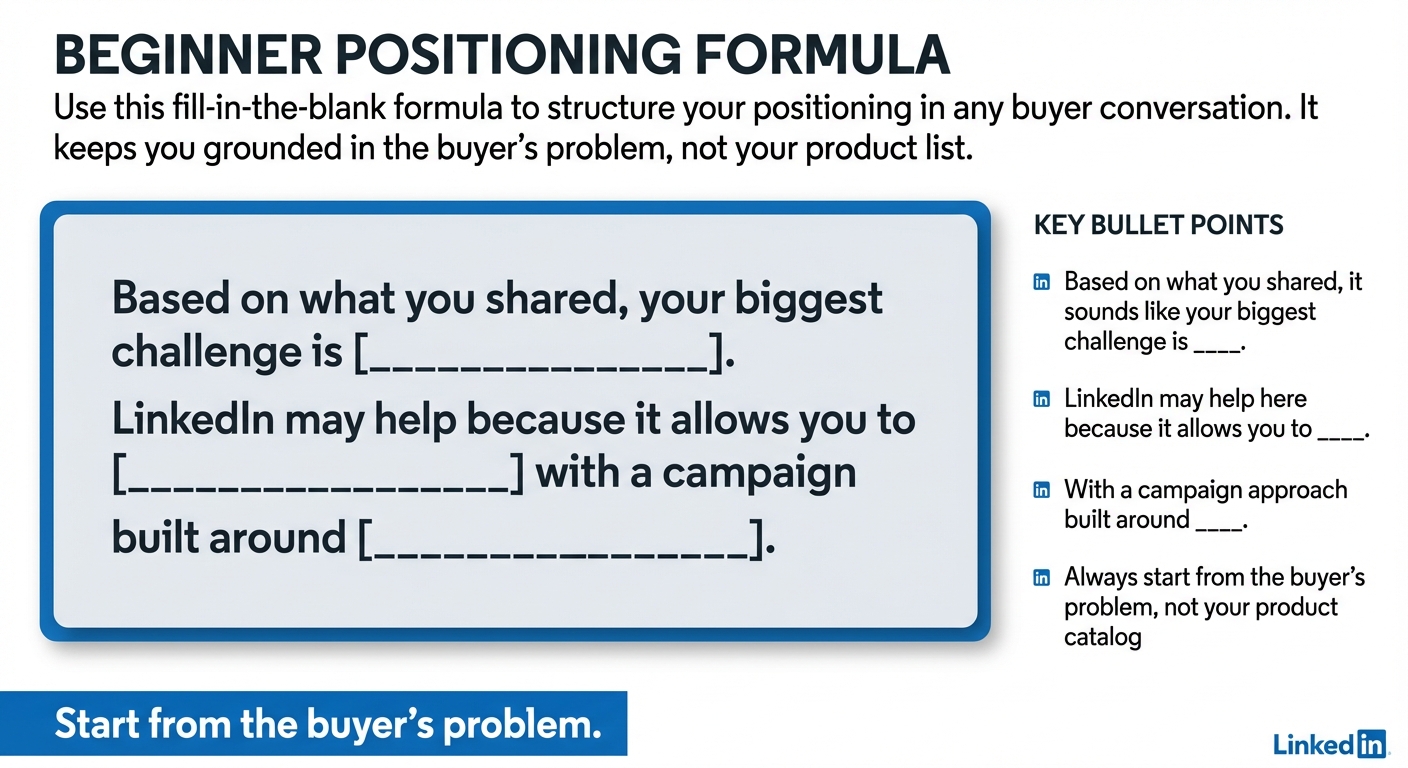 BEGINNER POSITIONING FORMULA
Use this fill-in-the-blank formula to structure your positioning in any buyer conversation. It
keeps you grounded in the buyer’s problem, not your product list.
Based on what you shared, your biggest
challenge is [_______________].
LinkedIn may help because it allows you to
[_________________] with a campaign
built around [_________________].
KEY BULLET POINTS
Based on what you shared, it
sounds like your biggest
challenge is ____.
LinkedIn may help here
because it allows you to ____.
With a campaign approach
built around ____.
Always start from the buyer’s
problem, not your product
catalog
Start from the buyer’s problem.
LinkedIn